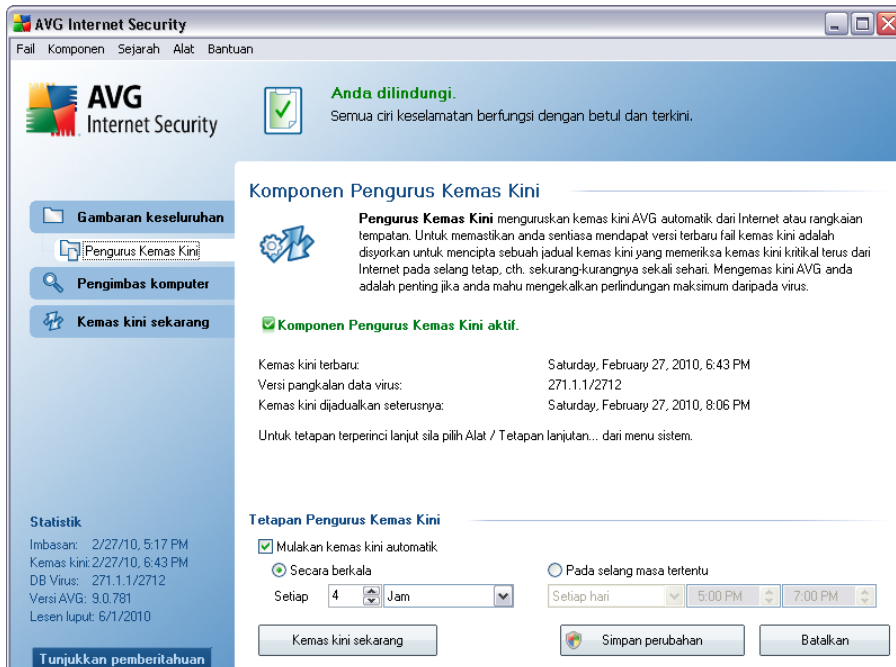 AVG Internet Security
Fail Komponen Sejarah Alat Bantuan
AVG
Internet Security
Anda dilindungi.
Semua ciri keselamatan berfungsi dengan betul dan terkini.
Gambaran keseluruhan
Pengurus Kemas Kini
Pengimbas komputer
Kemas kini sekarang
Komponen Pengurus Kemas Kini
Pengurus Kemas Kini menguruskan kemas kini AVG automatik dari Internet atau rangkaian
tempatan. Untuk memastikan anda sentiasa mendapat versi terbaru fail kemas kini adalah
disyorkan untuk mencipta sebuah jadual kemas kini yang memeriksa kemas kini kritikal terus dari
Internet pada selang tetap, cth. sekurang-kurangnya sekali sehari. Mengemas kini AVG anda
adalah penting jika anda mahu mengekalkan perlindungan maksimum daripada virus.
Komponen Pengurus Kemas Kini aktif.
Kemas kini terbaru: Saturday, February 27, 2010, 6:43 PM
Versi pangkalan data virus: 271.1.1/2712
Kemas kini dijadualkan seterusnya: Saturday, February 27, 2010, 8:06 PM
Untuk tetapan terperinci lanjut sila pilih Alat / Tetapan lanjutan... dari menu sistem.
Tetapan Pengurus Kemas Kini
Mulakan kemas kini automatik
Secara berkala
Pada selang masa tertentu
Setiap 4 Jam
Setiap hari 5:00 PM 7:00 PM
Kemas kini sekarang
Simpan perubahan
Batalkan
Statistik
Imbasan: 2/27/10, 5:17 PM
Kemas kini: 2/27/10, 6:43 PM
DB Virus: 271.1.1/2712
Versi AVG: 9.0.781
Lesen luput: 6/1/2010
Tunjukkan pemberitahuan